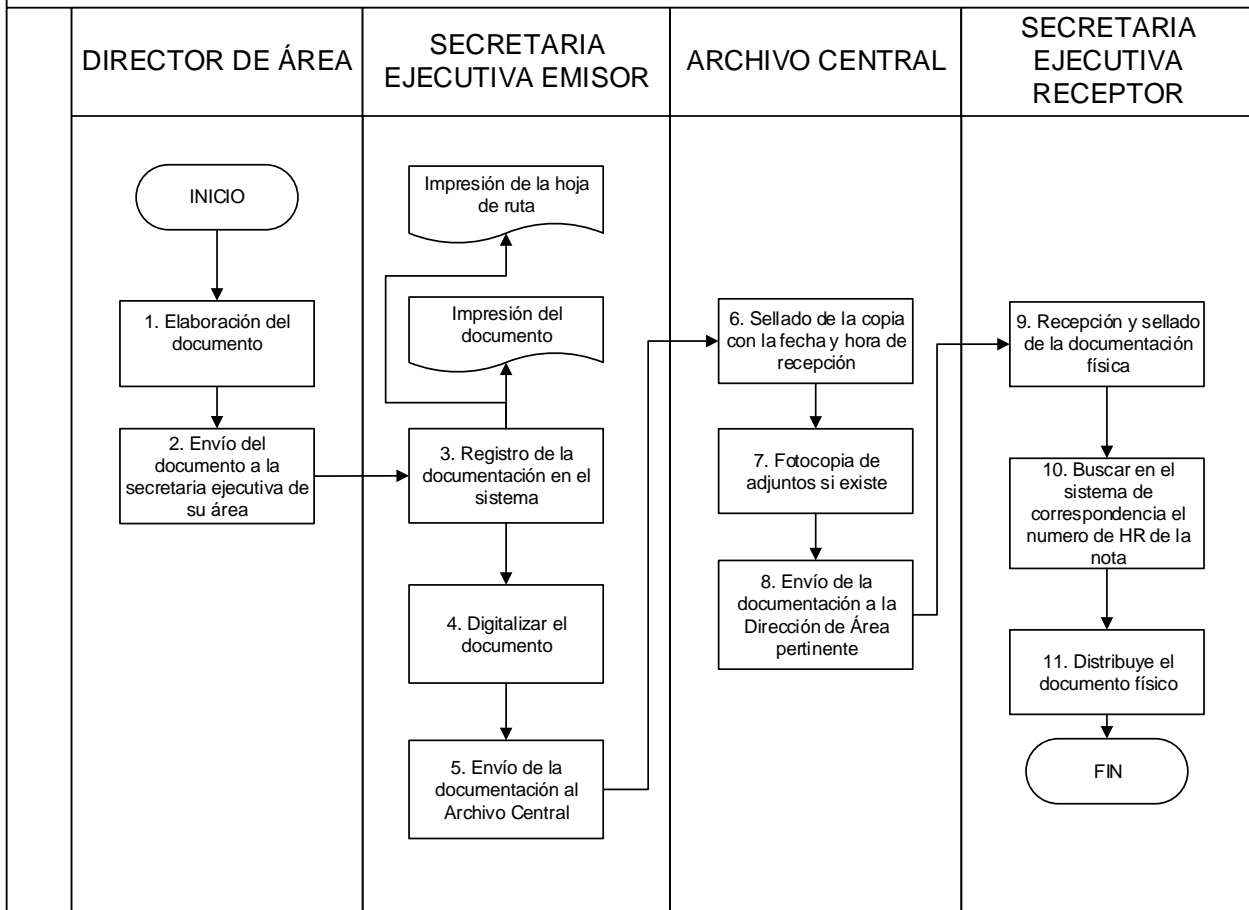 DIRECTOR DE ÁREA
SECRETARIA
EJECUTIVA EMISOR
ARCHIVO CENTRAL
SECRETARIA
EJECUTIVA
RECEPTOR
INICIO
1. Elaboración del
documento
2. Envío del
documento a la
secretaria ejecutiva de
su área
Impresión de la hoja
de ruta
Impresión del
documento
3. Registro de la
documentación en el
sistema
4. Digitalizar el
documento
5. Envío de la
documentación al
Archivo Central
6. Sellado de la copia
con la fecha y hora de
recepción
7. Fotocopia de
adjuntos si existe
8. Envío de la
documentación a la
Dirección de Área
pertinente
9. Recepción y sellado
de la documentación
física
10. Buscar en el
sistema de
correspondencia el
numero de HR de la
nota
11. Distribuye el
documento físico
FIN